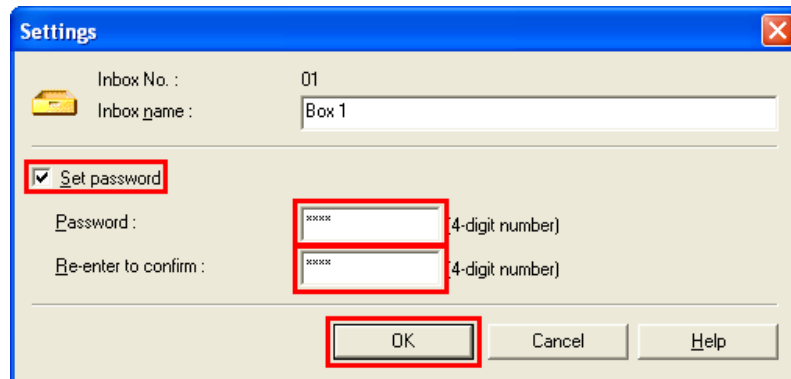 Settings
Inbox No. : 01
Inbox name : Box 1
Set password
Password : **** (4-digit number)
Re-enter to confirm : **** (4-digit number)
OK Cancel Help